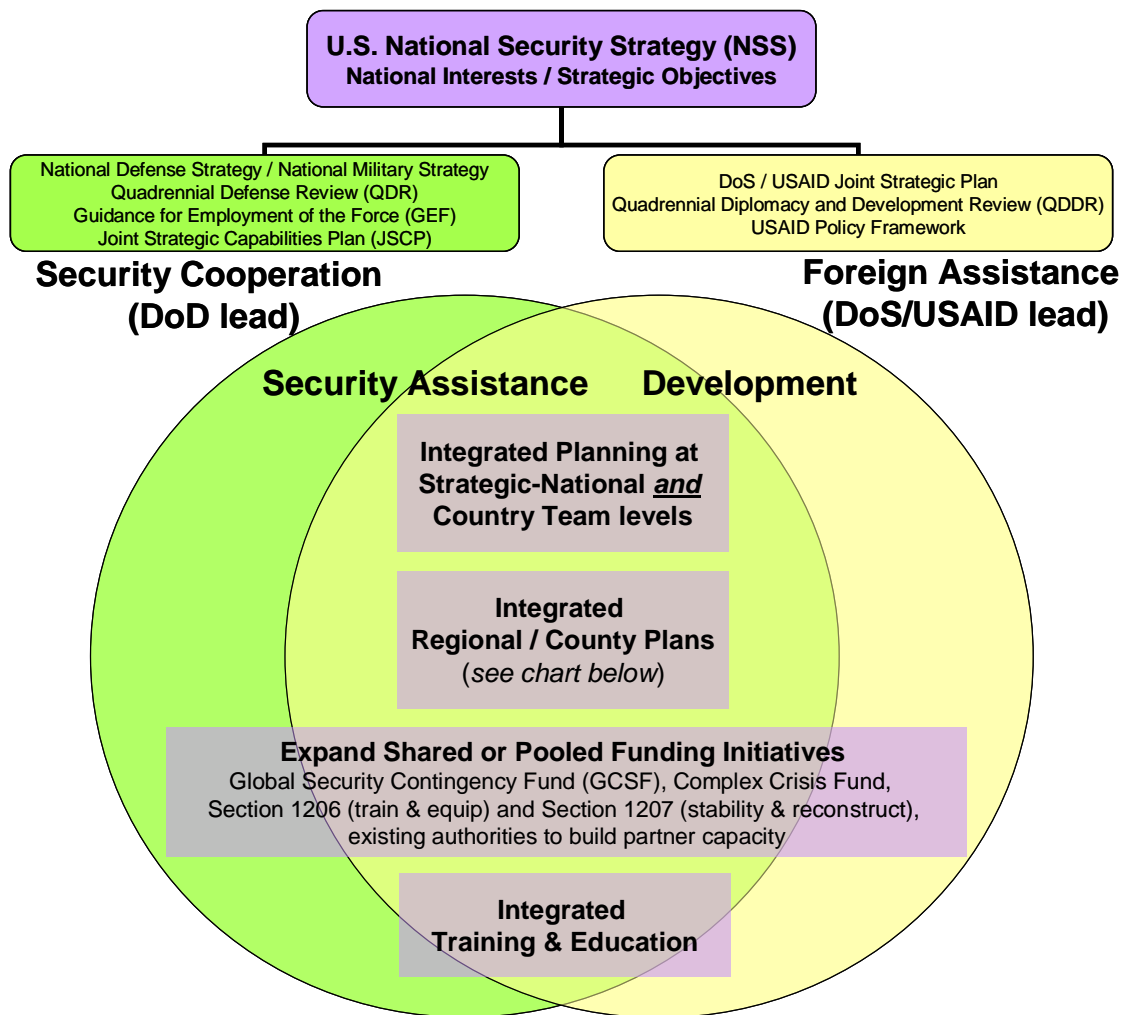 U.S. National Security Strategy (NSS)
National Interests / Strategic Objectives
National Defense Strategy / National Military Strategy
Quadrennial Defense Review (QDR)
Guidance for Employment of the Force (GEF)
Joint Strategic Capabilities Plan (JSCP)
DoS / USAID Joint Strategic Plan
Quadrennial Diplomacy and Development Review (QDDR)
USAID Policy Framework
Security Cooperation
(DoD lead)
Foreign Assistance
(DoS/USAID lead)
Security Assistance
Development
Integrated Planning at
Strategic-National and
Country Team levels
Integrated
Regional / County Plans
(see chart below)
Expand Shared or Pooled Funding Initiatives
Global Security Contingency Fund (GCSF), Complex Crisis Fund,
Section 1206 (train & equip) and Section 1207 (stability & reconstruct),
existing authorities to build partner capacity
Integrated
Training & Education